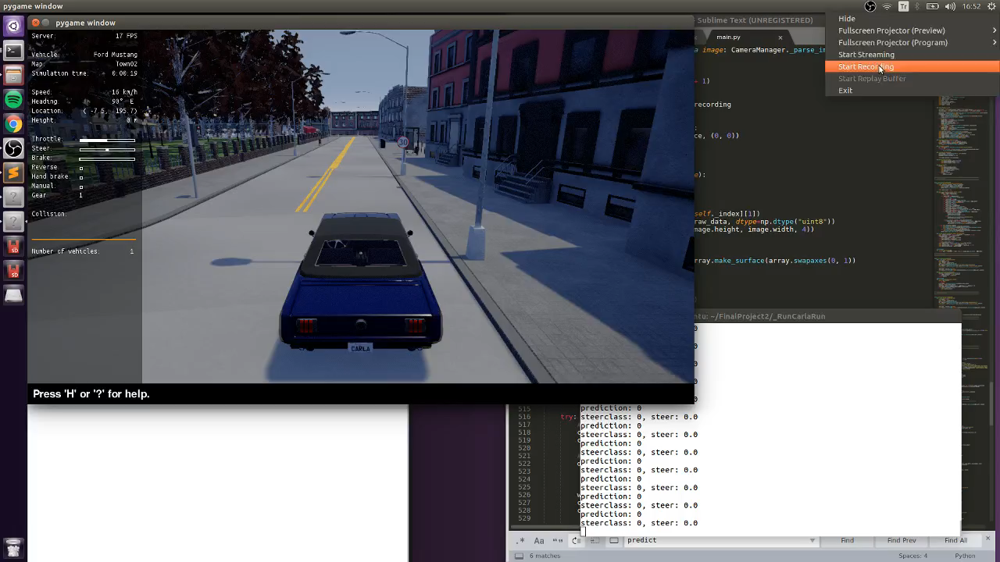 pygame window
Tr
16:52
pygame window
Sublime Text (UNREGISTERED)
Hide
Fullscreen Projector (Preview)
Fullscreen Projector (Program)
Start Streaming
Start Recording
Start Replay Buffer
Exit
main.py
Server: 17 FPS
Vehicle: Ford Mustang
Map: Town02
Simulation time: 0:00:19
Speed: 16 km/h
Heading: 90° E
Location: ( -7.5, 195.7)
Height: 0 m
Throttle:
Steer:
Brake:
Reverse:
Hand brake:
Manual:
Gear: 1
Collision:
Number of vehicles: 1
CARLA
Press 'H' or '?' for help.
a image: CameraManager._parse_im
+ 1)
recording
:
ce, (0, 0))
):
self._index][1])
raw_data, dtype=np.dtype("uint8"))
mage.height, image.width, 4))
array.make_surface(array.swapaxes(0, 1))
ntu: ~/FinalProject2/_RunCarlaRun
0
0
0
0
0
prediction: 0
steerclass: 0, steer: 0.0
prediction: 0
steerclass: 0, steer: 0.0
prediction: 0
steerclass: 0, steer: 0.0
prediction: 0
steerclass: 0, steer: 0.0
prediction: 0
steerclass: 0, steer: 0.0
prediction: 0
steerclass: 0, steer: 0.0
prediction: 0
steerclass: 0, steer: 0.0
515
516 try:
517
518
519
520
521
522
523
524
525
526
527
528
529
.*
Aa
predict
Find
Find Prev
Find All
6 matches
Spaces: 4
Python